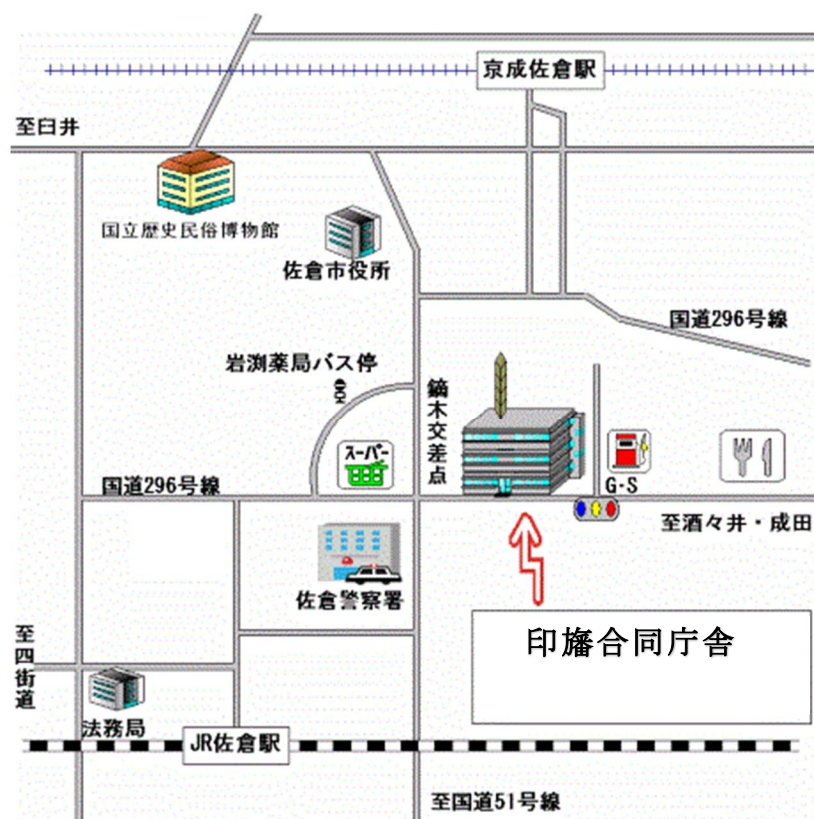 京成佐倉駅
至臼井
国立歴史民俗博物館
佐倉市役所
国道296号線
岩渕薬局バス停
鏑木交差点
スーパー
国道296号線
G-S
至酒々井・成田
佐倉警察署
印旛合同庁舎
至四街道
法務局
JR佐倉駅
至国道51号線